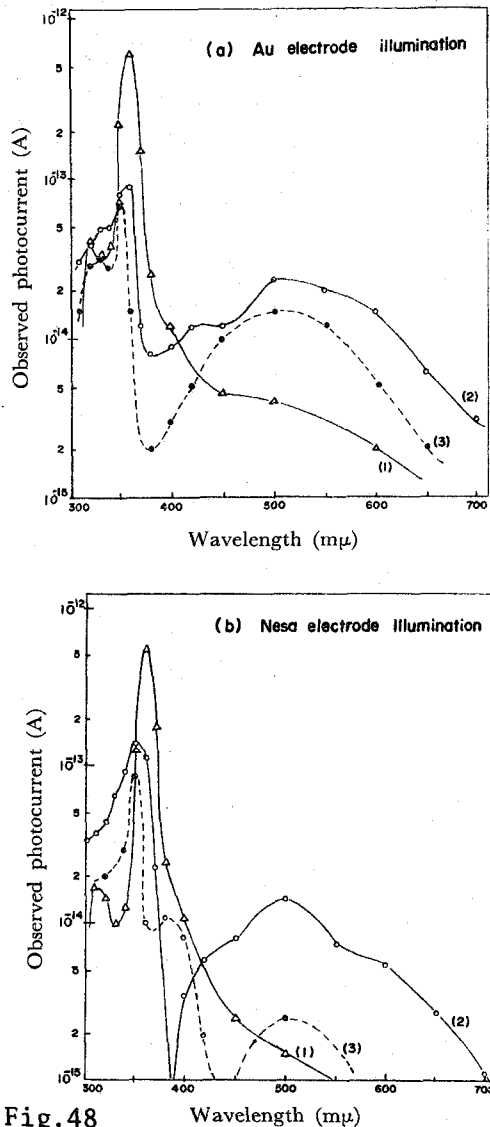 10⁻¹²
(a) Au electrode illumination
5
2
10⁻¹³
5
2
10⁻¹⁴
5
2
10⁻¹⁵
Observed photocurrent (A)
(2)
(3)
(1)
300 400 500 600 700
Wavelength (mμ)
10⁻¹²
(b) Nesa electrode Illumination
5
2
10⁻¹³
5
2
10⁻¹⁴
5
2
10⁻¹⁵
Observed photocurrent (A)
(2)
(1)
(3)
300 400 500 600 700
Fig.48
Wavelength (mμ)